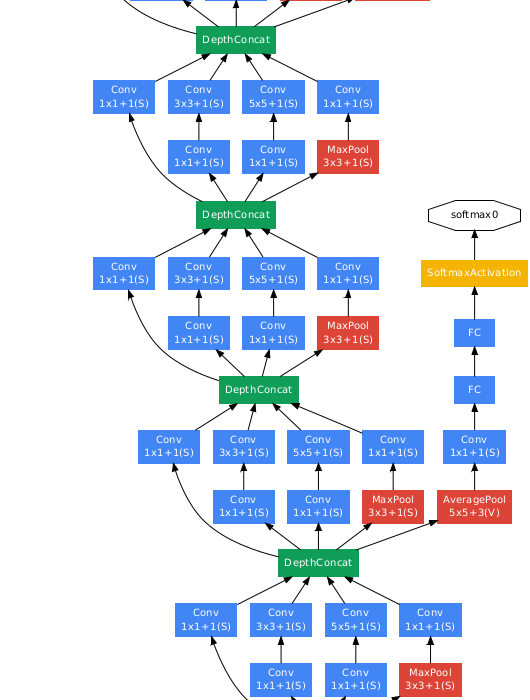 DepthConcat
Conv
1x1+1(S)
Conv
3x3+1(S)
Conv
5x5+1(S)
Conv
1x1+1(S)
Conv
1x1+1(S)
Conv
1x1+1(S)
MaxPool
3x3+1(S)
DepthConcat
softmax0
Conv
1x1+1(S)
Conv
3x3+1(S)
Conv
5x5+1(S)
Conv
1x1+1(S)
SoftmaxActivation
Conv
1x1+1(S)
Conv
1x1+1(S)
MaxPool
3x3+1(S)
FC
DepthConcat
FC
Conv
1x1+1(S)
Conv
3x3+1(S)
Conv
5x5+1(S)
Conv
1x1+1(S)
Conv
1x1+1(S)
Conv
1x1+1(S)
Conv
1x1+1(S)
MaxPool
3x3+1(S)
AveragePool
5x5+3(V)
DepthConcat
Conv
1x1+1(S)
Conv
3x3+1(S)
Conv
5x5+1(S)
Conv
1x1+1(S)
Conv
1x1+1(S)
Conv
1x1+1(S)
MaxPool
3x3+1(S)